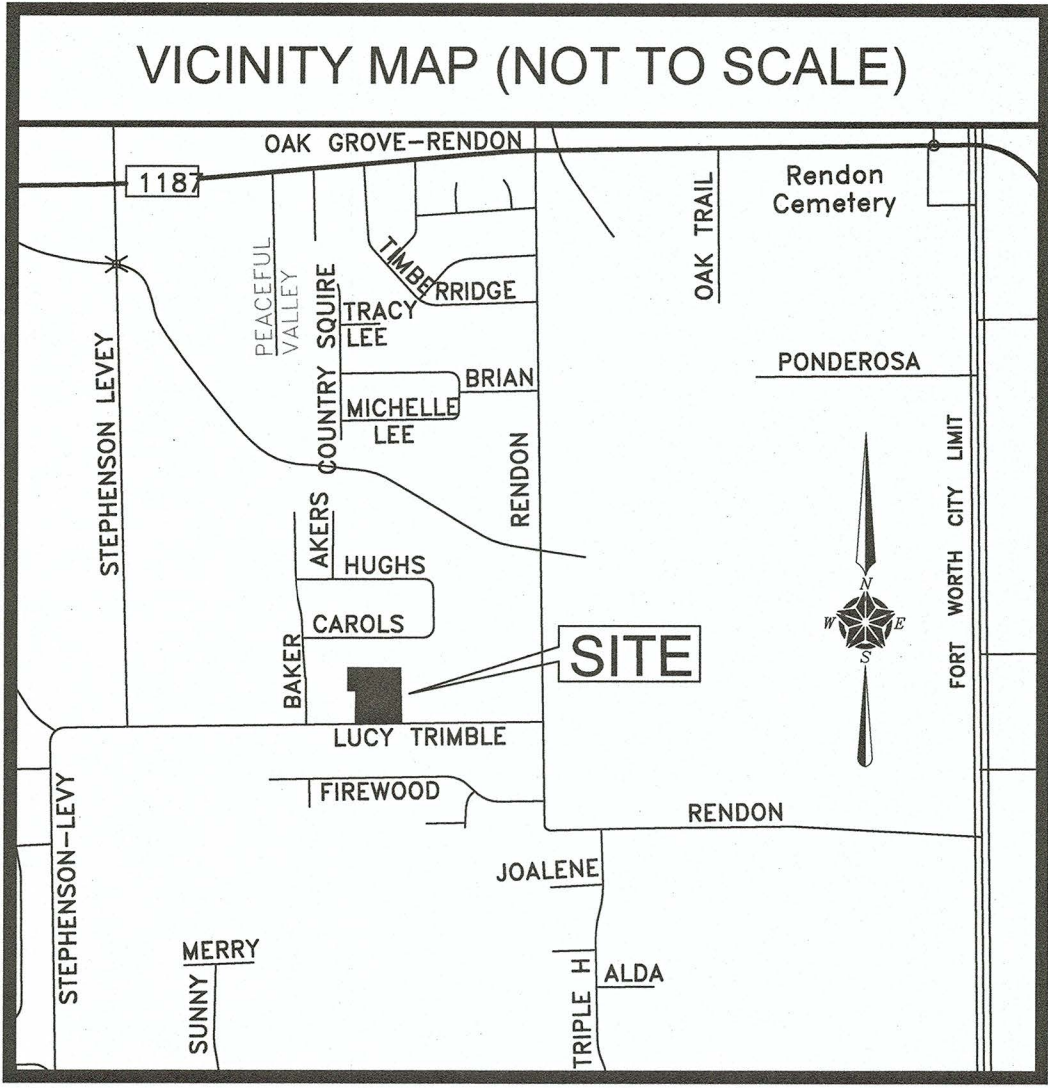 VICINITY MAP (NOT TO SCALE)
OAK GROVE-RENDON
1187
Rendon
Cemetery
OAK TRAIL
PEACEFUL
VALLEY
TIMBERRIDGE
COUNTRY SQUIRE
TRACY
LEE
STEPHENSON LEVEY
PONDEROSA
BRIAN
MICHELLE
LEE
RENDON
FORT WORTH CITY LIMIT
AKERS
HUGHS
CAROLS
BAKER
N
W
E
S
SITE
LUCY TRIMBLE
FIREWOOD
STEPHENSON-LEVY
RENDON
JOALENE
MERRY
SUNNY
TRIPLE H
ALDA